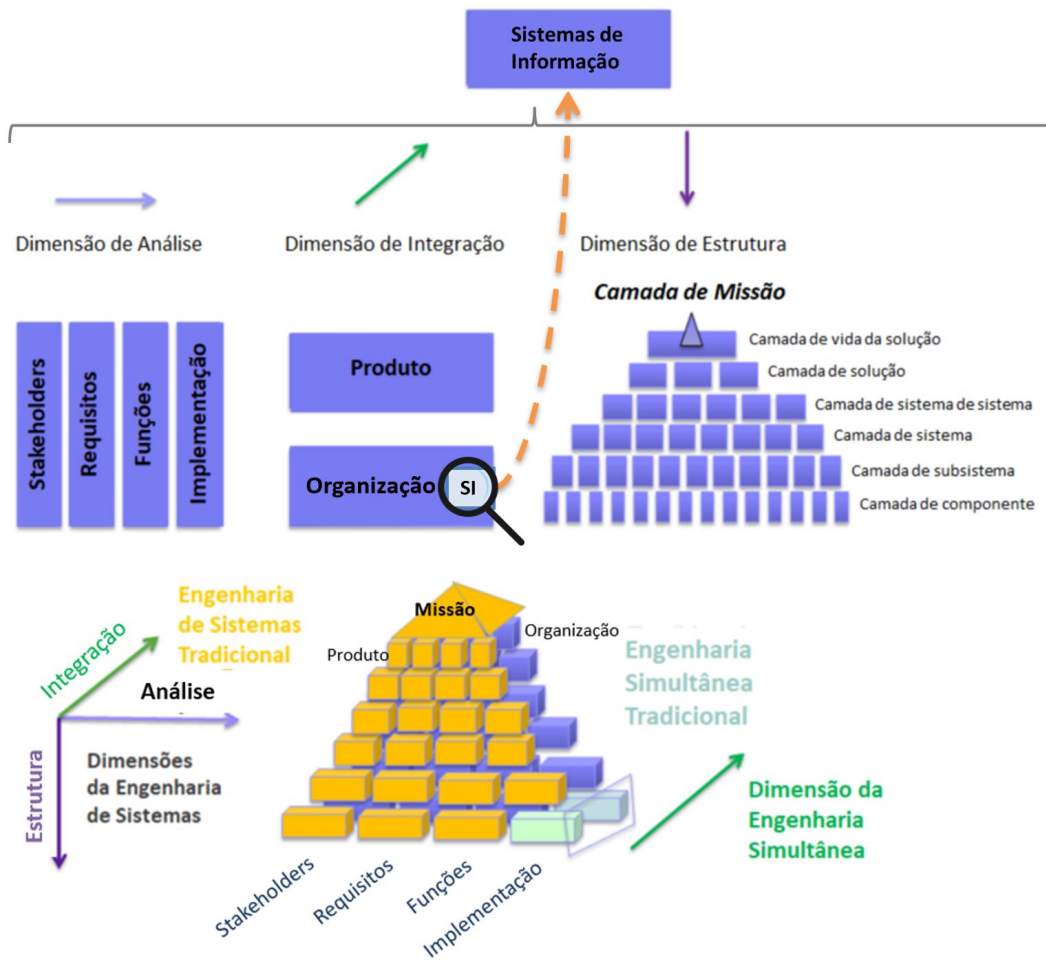 Sistemas de
Informação
Dimensão de Análise
Dimensão de Integração
Dimensão de Estrutura
Camada de Missão
Stakeholders
Requisitos
Funções
Implementação
Produto
Organização
SI
Camada de vida da solução
Camada de solução
Camada de sistema de sistema
Camada de sistema
Camada de subsistema
Camada de componente
Integração
Engenharia
de Sistemas
Tradicional
Análise
Estrutura
Dimensões
da Engenharia
de Sistemas
Missão
Produto
Organização
Engenharia
Simultânea
Tradicional
Dimensão da
Engenharia
Simultânea
Stakeholders
Requisitos
Funções
Implementação